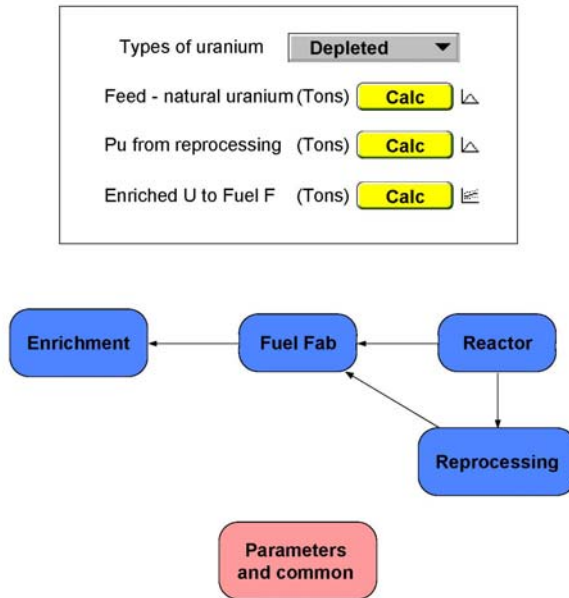 Types of uranium Depleted
Feed - natural uranium (Tons) Calc
Pu from reprocessing (Tons) Calc
Enriched U to Fuel F (Tons) Calc
Enrichment Fuel Fab Reactor
Reprocessing
Parameters
and common